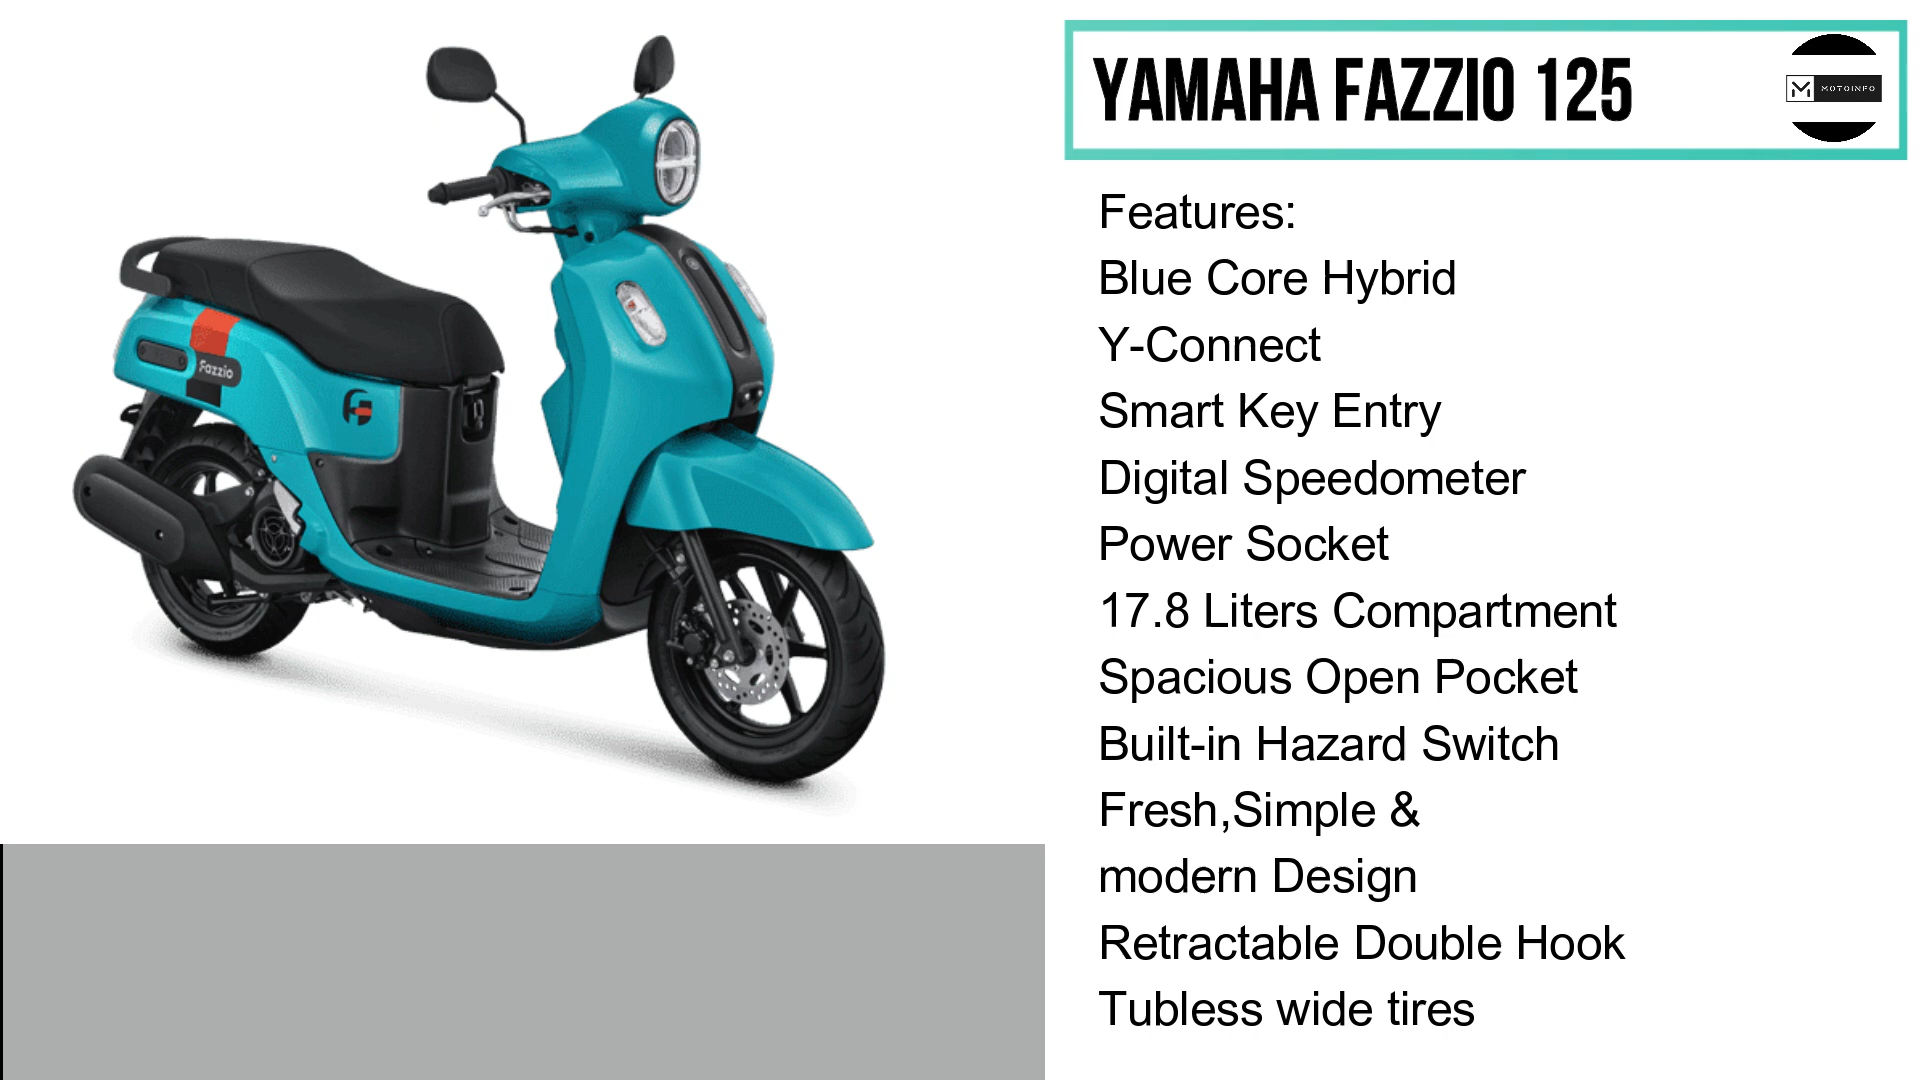 YAMAHA FAZZIO 125
M MOTOINFO
Features:
Blue Core Hybrid
Y-Connect
Smart Key Entry
Digital Speedometer
Power Socket
17.8 Liters Compartment
Spacious Open Pocket
Built-in Hazard Switch
Fresh,Simple &
modern Design
Retractable Double Hook
Tubless wide tires
Fazzio